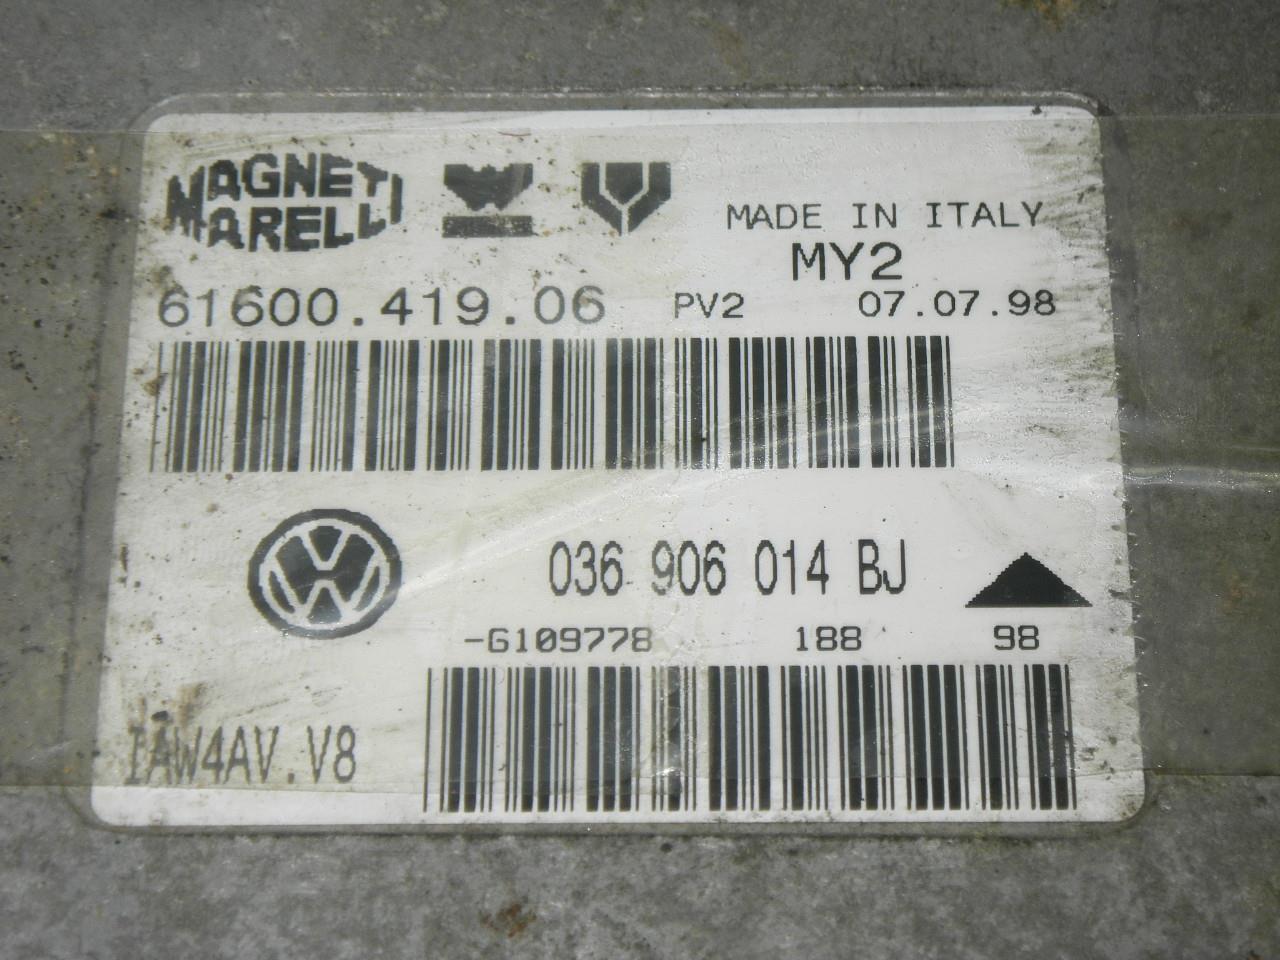 MAGNETI
MARELLI
MADE IN ITALY
MY2
61600.419.06 PV2 07.07.98
036 906 014 BJ
-G109778 188 98
IAW4AV.V8